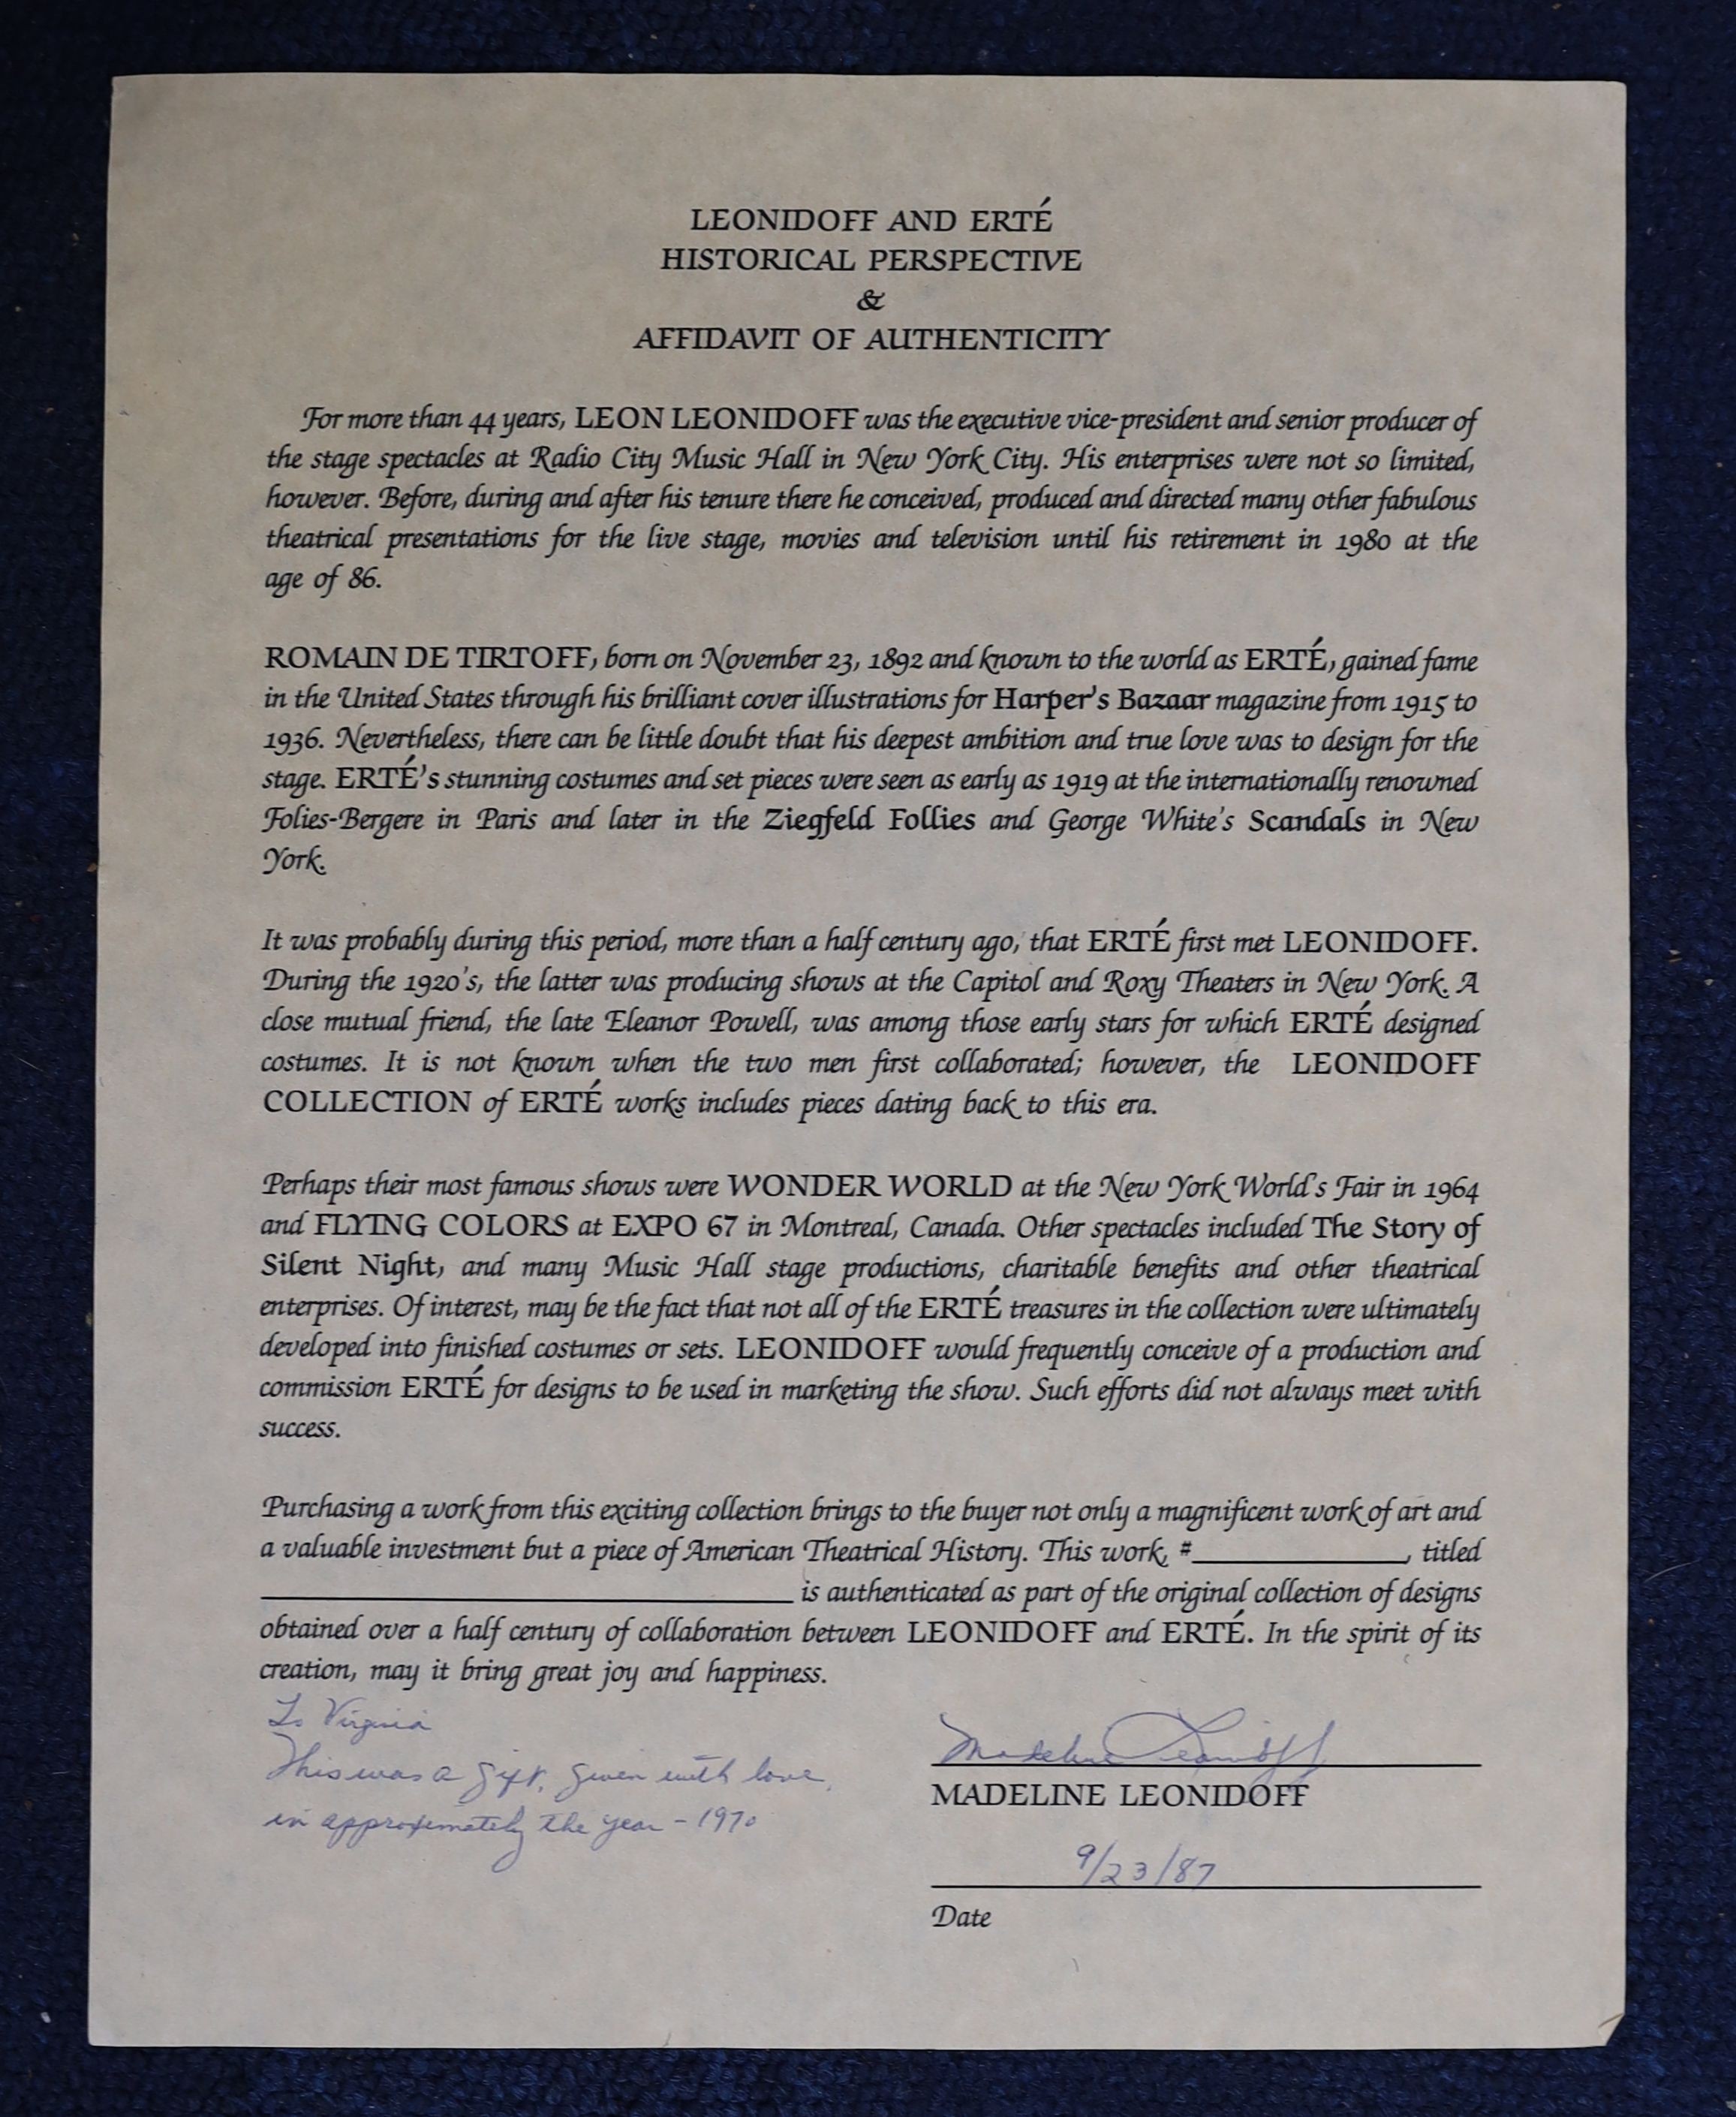 LEONIDOFF AND ERTÉ
HISTORICAL PERSPECTIVE
&
AFFIDAVIT OF AUTHENTICITY
For more than 44 years, LEON LEONIDOFF was the executive vice-president and senior producer of
the stage spectacles at Radio City Music Hall in New York City. His enterprises were not so limited,
however. Before, during and after his tenure there he conceived, produced and directed many other fabulous
theatrical presentations for the live stage, movies and television until his retirement in 1980 at the
age of 86.
ROMAIN DE TIRTOFF, born on November 23, 1892 and known to the world as ERTÉ, gained fame
in the United States through his brilliant cover illustrations for Harper's Bazaar magazine from 1915 to
1936. Nevertheless, there can be little doubt that his deepest ambition and true love was to design for the
stage. ERTÉ's stunning costumes and set pieces were seen as early as 1919 at the internationally renowned
Folies-Bergere in Paris and later in the Ziegfeld Follies and George White's Scandals in New
York.
It was probably during this period, more than a half century ago, that ERTÉ first met LEONIDOFF.
During the 1920's, the latter was producing shows at the Capitol and Roxy Theaters in New York. A
close mutual friend, the late Eleanor Powell, was among those early stars for which ERTÉ designed
costumes. It is not known when the two men first collaborated; however, the LEONIDOFF
COLLECTION of ERTÉ works includes pieces dating back to this era.
Perhaps their most famous shows were WONDER WORLD at the New York World's Fair in 1964
and FLYING COLORS at EXPO 67 in Montreal, Canada. Other spectacles included The Story of
Silent Night, and many Music Hall stage productions, charitable benefits and other theatrical
enterprises. Of interest, may be the fact that not all of the ERTÉ treasures in the collection were ultimately
developed into finished costumes or sets. LEONIDOFF would frequently conceive of a production and
commission ERTÉ for designs to be used in marketing the show. Such efforts did not always meet with
success.
Purchasing a work from this exciting collection brings to the buyer not only a magnificent work of art and
a valuable investment but a piece of American Theatrical History. This work, #____________, titled
______________________________ is authenticated as part of the original collection of designs
obtained over a half century of collaboration between LEONIDOFF and ERTÉ. In the spirit of its
creation, may it bring great joy and happiness.
To Virginia
This was a gift, given with love,
in approximately the year - 1970
Madeline Leonidoff
MADELINE LEONIDOFF
9/23/87
Date